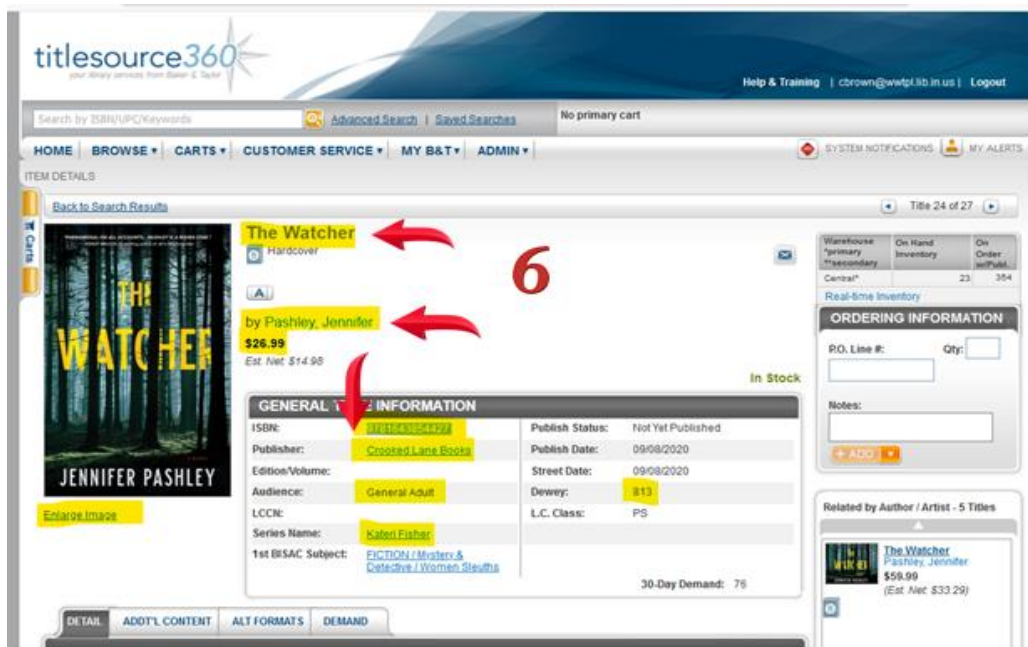 titlesource360
your library services from Baker & Taylor
Help & Training | cbrown@wwtpl.lib.in.us | Logout
Search by ISBN/UPC/Keywords
Advanced Search | Saved Searches
No primary cart
HOME BROWSE CARTS CUSTOMER SERVICE MY B&T ADMIN
SYSTEM NOTIFICATIONS MY ALERTS
ITEM DETAILS
Back to Search Results
Title 24 of 27
Carts
THE
WATCHER
JENNIFER PASHLEY
Enlarge Image
The Watcher
Hardcover
6
A
by Pashley, Jennifer
$26.99
Est. Net $14.98
In Stock
GENERAL T E INFORMATION
ISBN: 
Publisher: Crooked Lane Books
Edition/Volume:
Audience: General Adult
LCCN:
Series Name: Kateri Fisher
1st BISAC Subject: FICTION / Mystery &
Detective / Women Sleuths
Publish Status: Not Yet Published
Publish Date: 09/08/2020
Street Date: 09/08/2020
Dewey: 813
L.C. Class: PS
30-Day Demand: 76
DETAIL ADDT'L CONTENT ALT FORMATS DEMAND
Warehouse
*primary
**secondary
On Hand
Inventory
On
Order
w/Publ.
Central* 23 364
Real-time Inventory
ORDERING INFORMATION
P.O. Line #: Qty:
Notes:
+ ADD
Related by Author / Artist - 5 Titles
The Watcher
Pashley, Jennifer
$59.99
(Est. Net: $33.29)